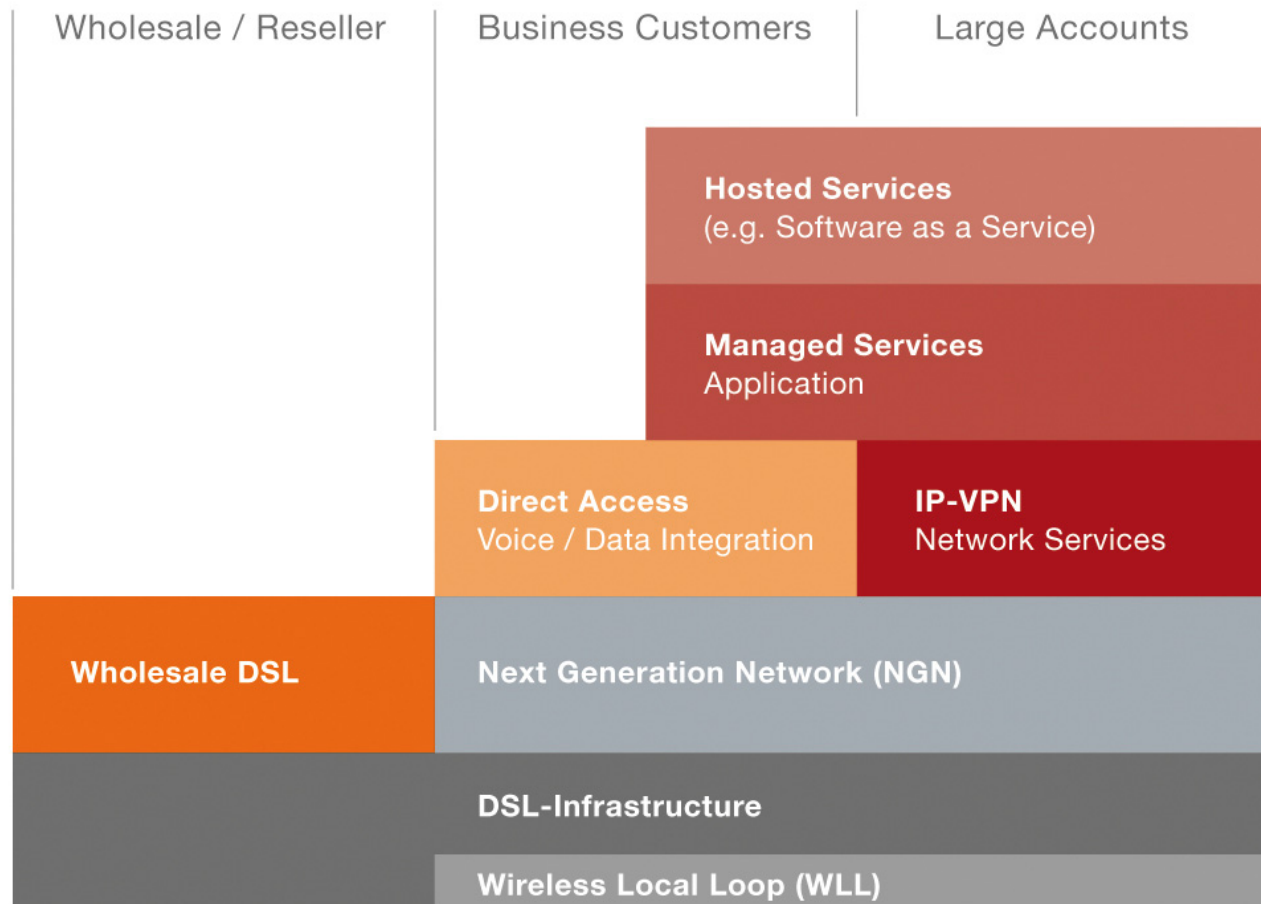 Wholesale / Reseller
Business Customers
Large Accounts
Hosted Services
(e.g. Software as a Service)
Managed Services
Application
Direct Access
Voice / Data Integration
IP-VPN
Network Services
Wholesale DSL
Next Generation Network (NGN)
DSL-Infrastructure
Wireless Local Loop (WLL)